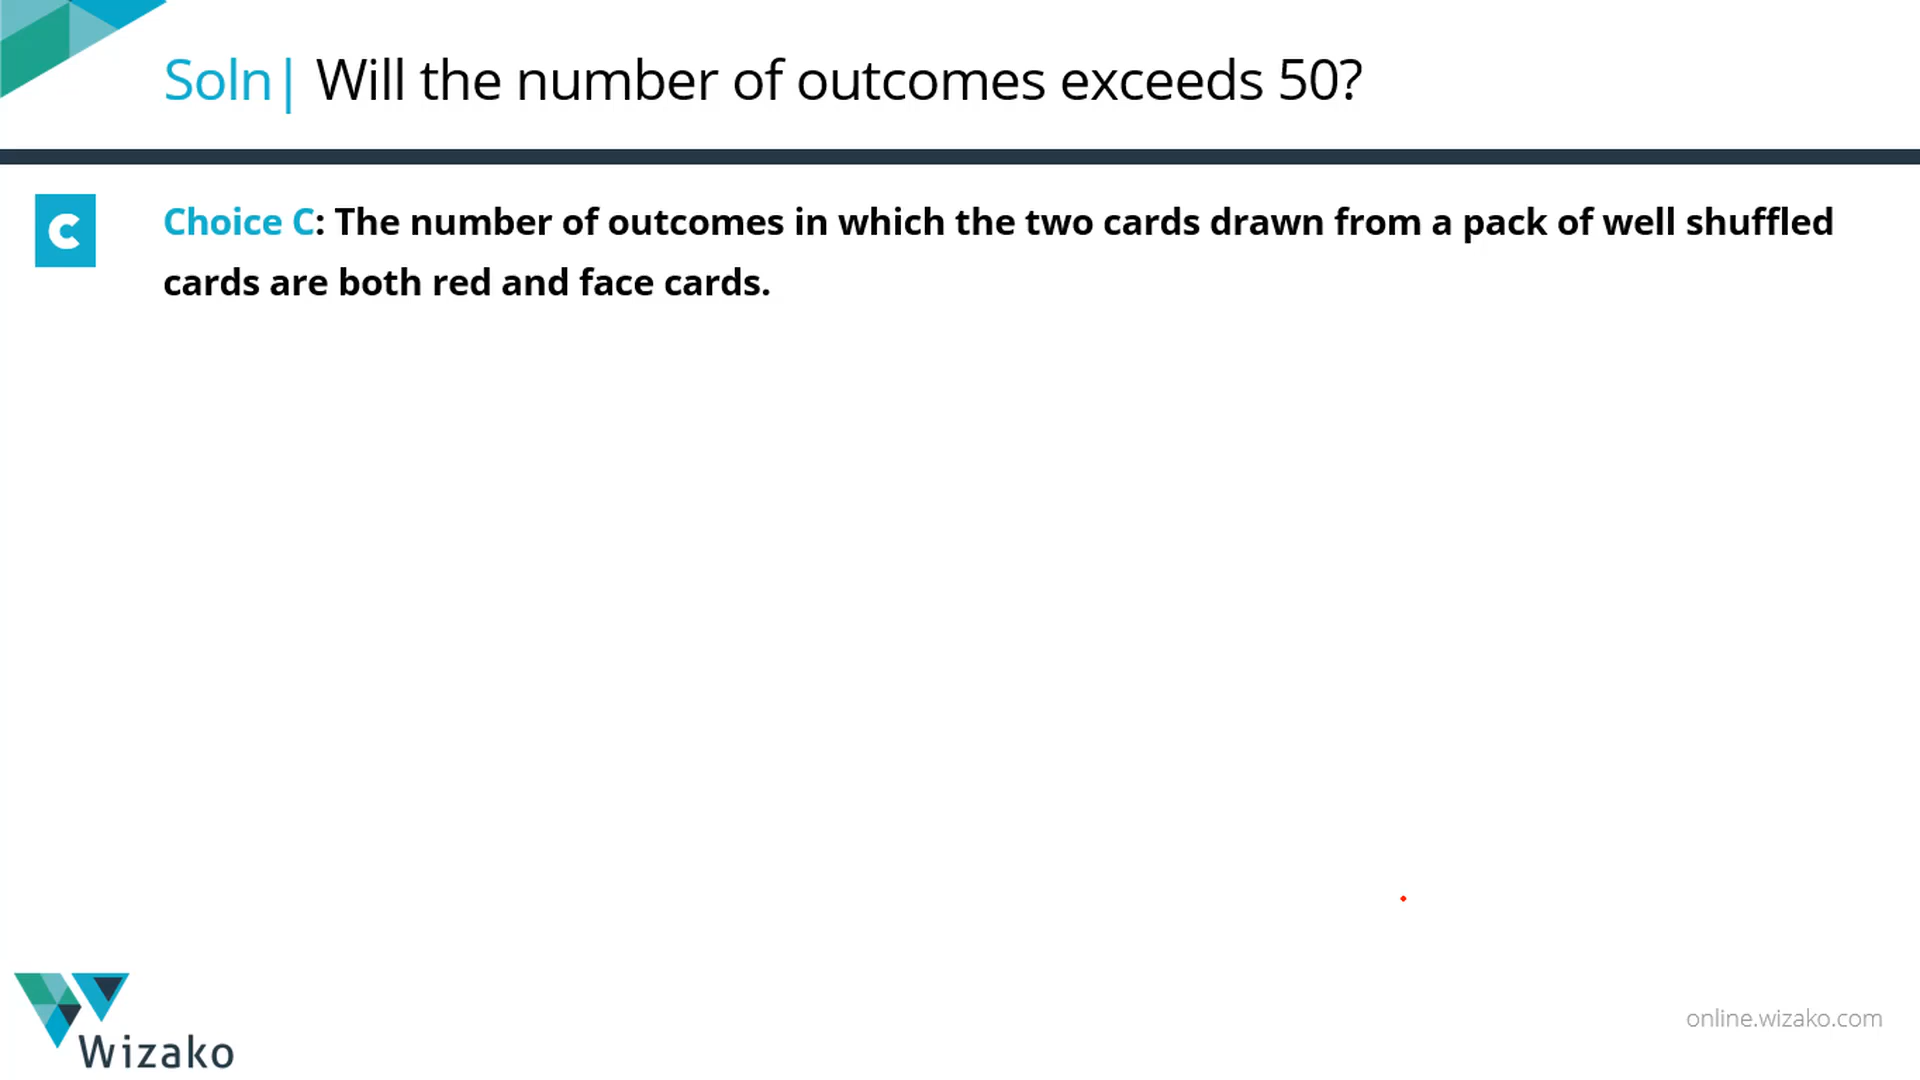 Soln| Will the number of outcomes exceeds 50?
C
Choice C: The number of outcomes in which the two cards drawn from a pack of well shuffled
cards are both red and face cards.
online.wizako.com
Wizako